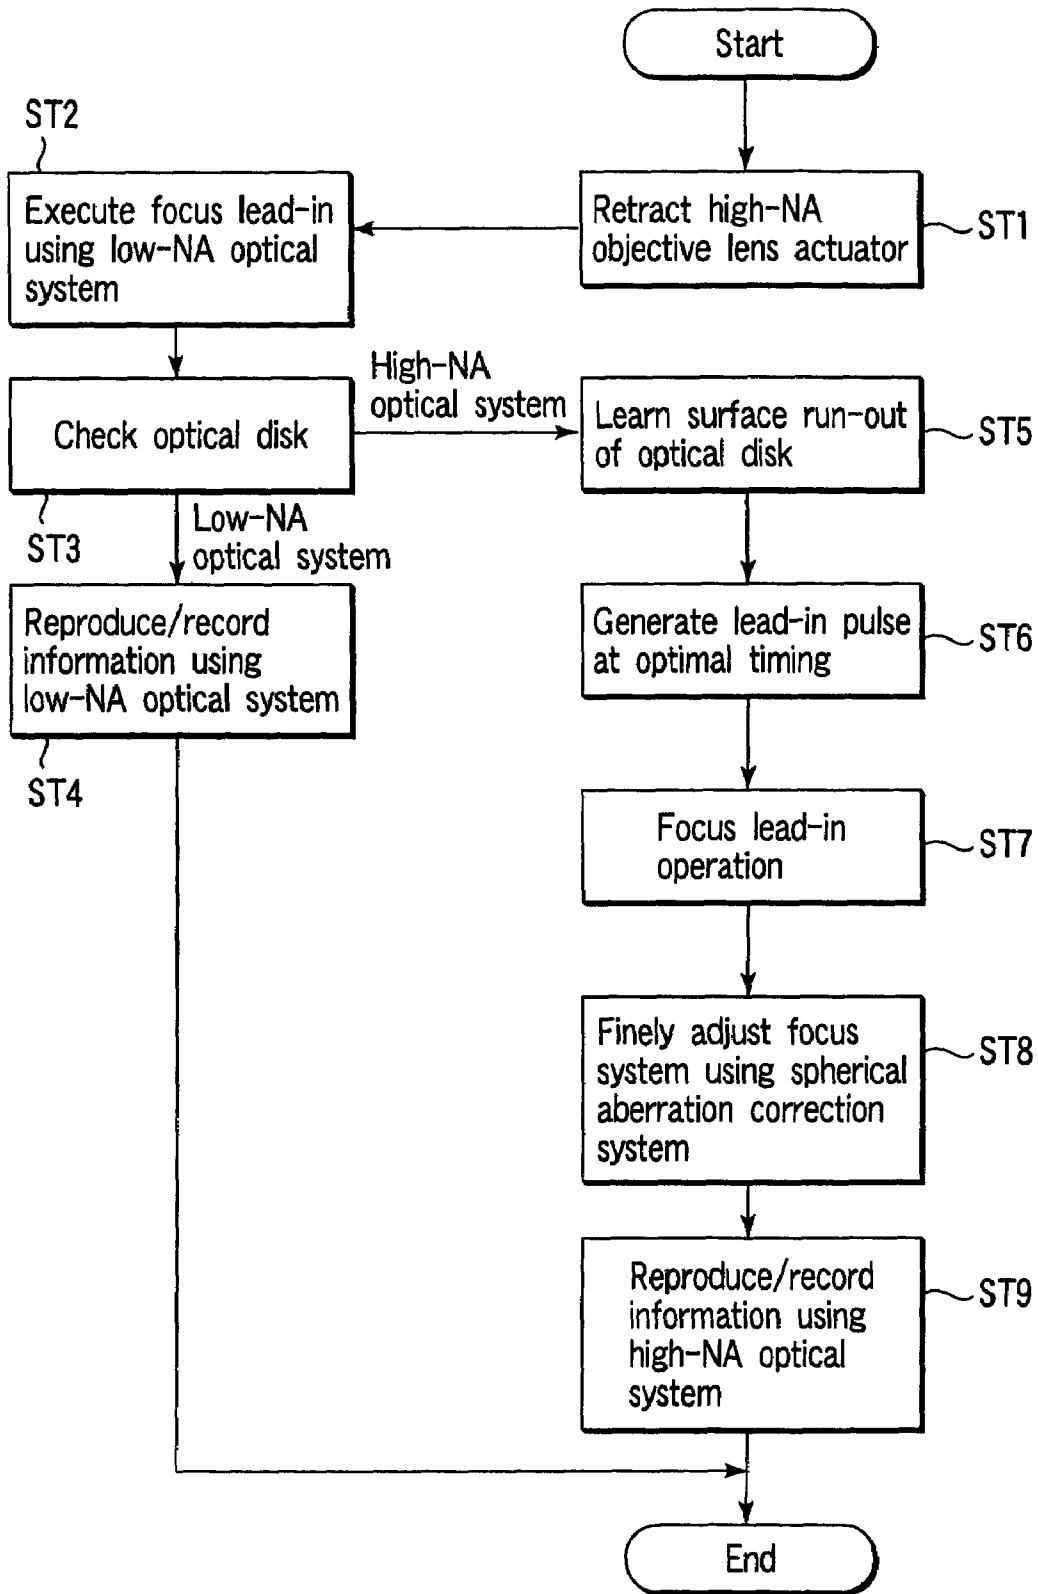 Start
ST1
Retract high-NA
objective lens actuator
ST2
Execute focus lead-in
using low-NA optical
system
Check optical disk
ST3
High-NA
optical system
Low-NA
optical system
Reproduce/record
information using
low-NA optical system
ST4
Learn surface run-out
of optical disk
ST5
Generate lead-in pulse
at optimal timing
ST6
Focus lead-in
operation
ST7
Finely adjust focus
system using spherical
aberration correction
system
ST8
Reproduce/record
information using
high-NA optical
system
ST9
End